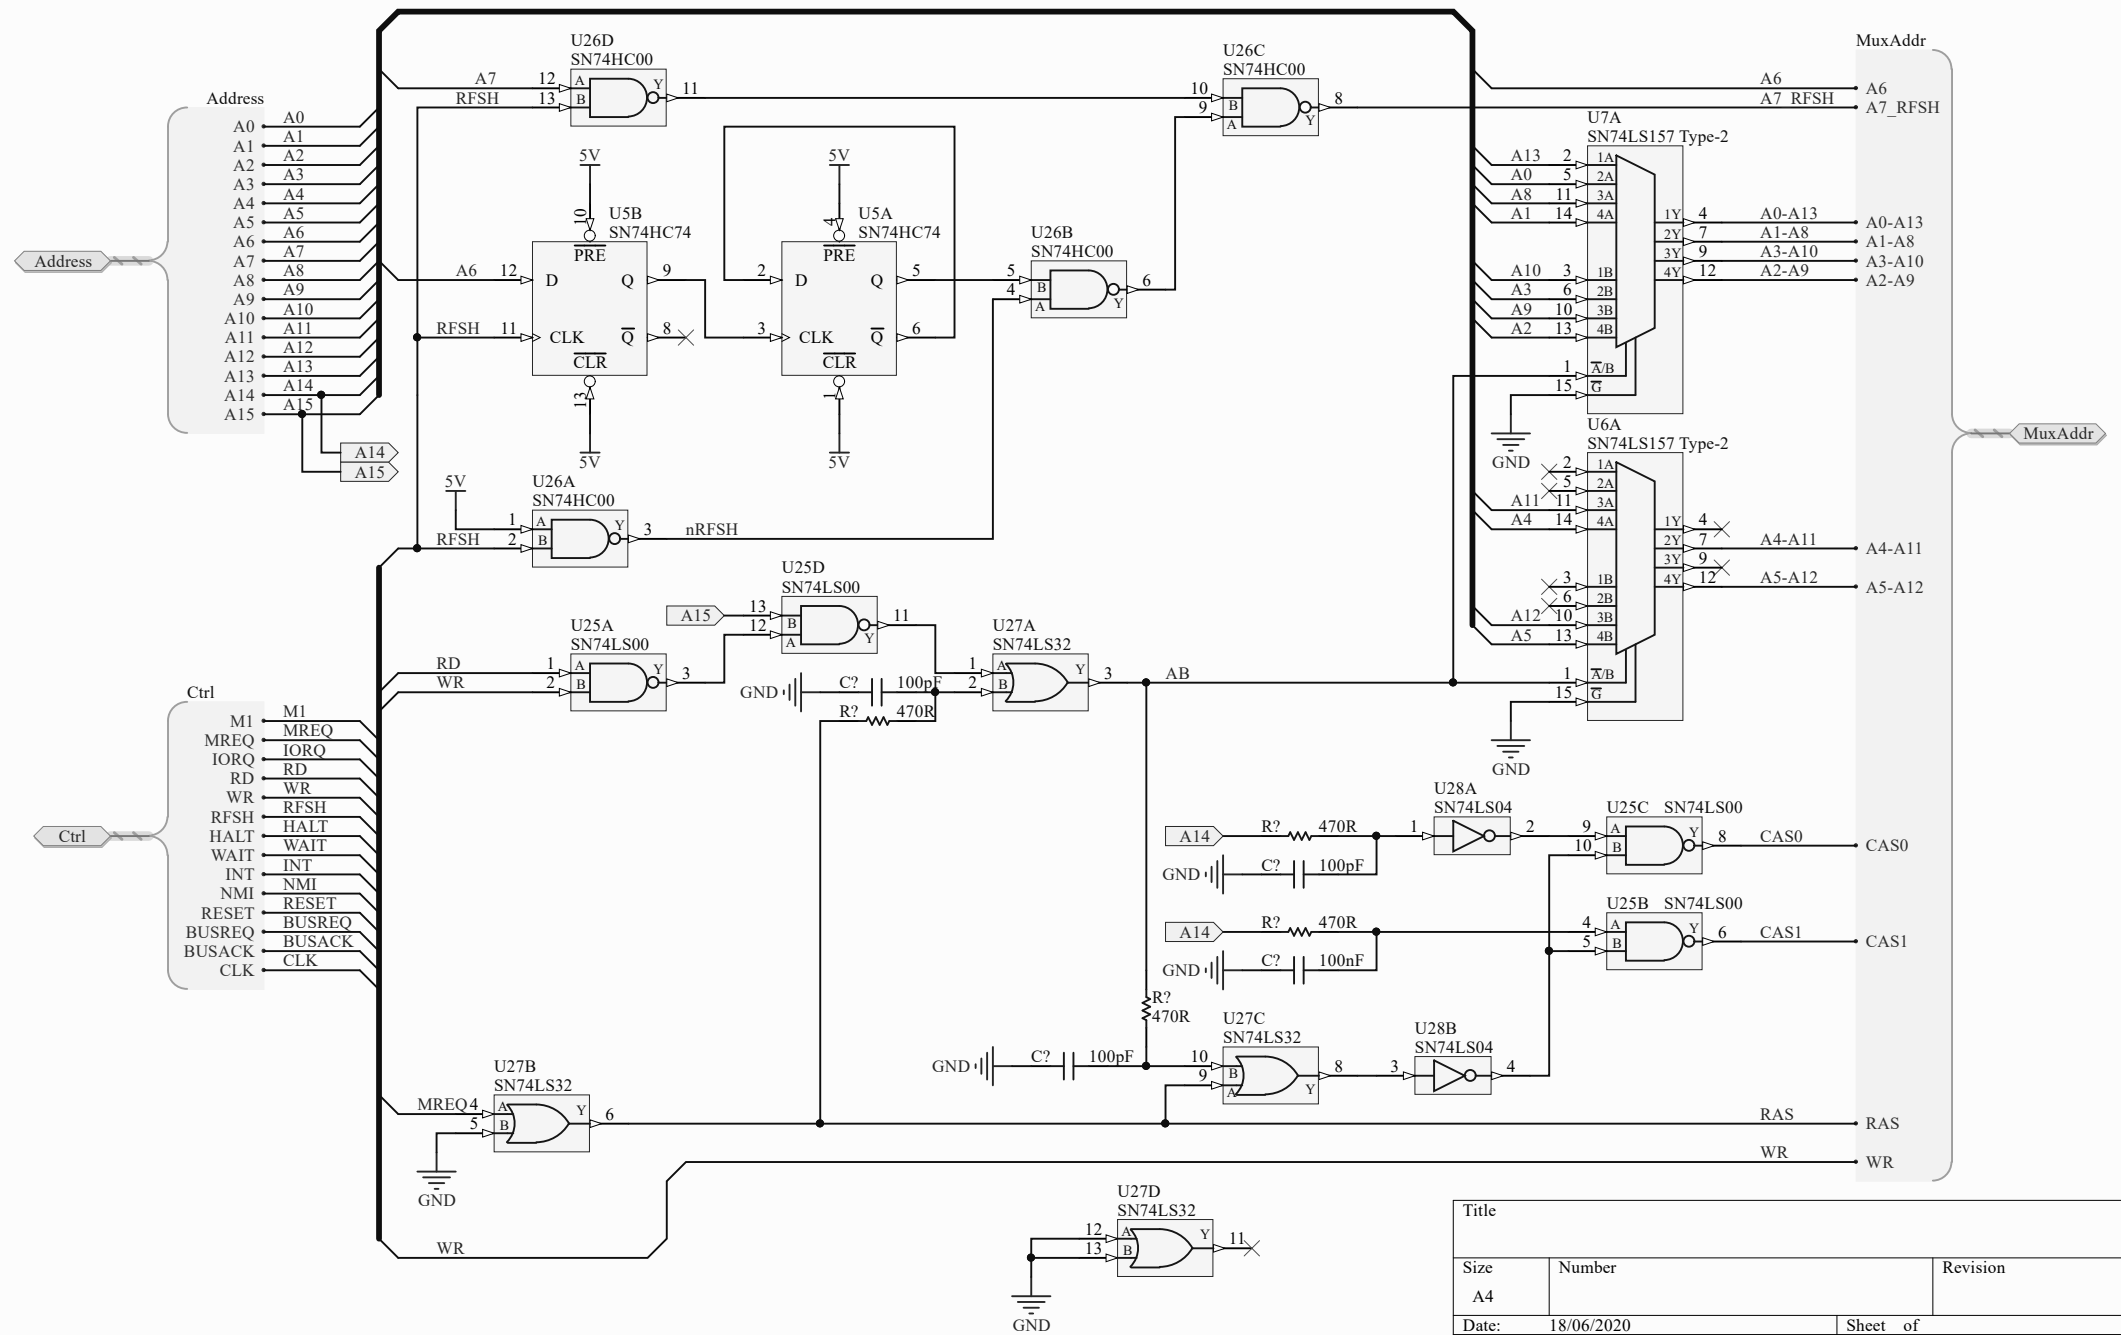 U26D
SN74HC00
A7 12 A Y 11
RFSH 13 B
U26C
SN74HC00
10 B 8
9 A Y
MuxAddr
A6 A6
A7_RFSH A7_RFSH
Address
A0 A0
A1 A1
A2 A2
A3 A3
A4 A4
A5 A5
A6 A6
A7 A7
A8 A8
A9 A9
A10 A10
A11 A11
A12 A12
A13 A13
A14 A14
A15 A15
Address
A14
A15
5V
10
U5B
SN74HC74
PRE
A6 12 D Q 9
RFSH 11 CLK Q 8
CLR
13
5V
5V
4
U5A
SN74HC74
PRE
2 D Q 5
3 CLK Q 6
CLR
1
5V
U26B
SN74HC00
5 B 6
4 A Y
U7A
SN74LS157 Type-2
A13 2 1A
A0 5 2A
A8 11 3A
A1 14 4A
1Y 4 A0-A13 A0-A13
2Y 7 A1-A8 A1-A8
3Y 9 A3-A10 A3-A10
4Y 12 A2-A9 A2-A9
A10 3 1B
A3 6 2B
A9 10 3B
A2 13 4B
1 A/B
15 G
GND
MuxAddr
U6A
SN74LS157 Type-2
2 1A
5 2A
A11 11 3A
A4 14 4A
1Y 4
2Y 7 A4-A11 A4-A11
3Y 9
4Y 12 A5-A12 A5-A12
3 1B
6 2B
A12 10 3B
A5 13 4B
1 A/B
15 G
GND
5V
U26A
SN74HC00
1 A Y 3 nRFSH
RFSH 2 B
U25D
SN74LS00
A15 13 B 11
12 A Y
U25A
SN74LS00
RD 1 A Y 3
WR 2 B
U27A
SN74LS32
1 A Y 3 AB
2 B
GND C? 100pF
R? 470R
Ctrl
M1 M1
MREQ MREQ
IORQ IORQ
RD RD
WR WR
RFSH RFSH
HALT HALT
WAIT WAIT
INT INT
NMI NMI
RESET RESET
BUSREQ BUSREQ
BUSACK BUSACK
CLK CLK
Ctrl
U28A
SN74LS04
A14 R? 470R 1 2
GND C? 100pF
U25C SN74LS00
9 A Y 8 CAS0 CAS0
10 B
U25B SN74LS00
A14 R? 470R 4 A Y 6 CAS1 CAS1
5 B
GND C? 100nF
R?
470R
U27C
SN74LS32
GND C? 100pF 10 B 8
9 A Y
U28B
SN74LS04
3 4
U27B
SN74LS32
MREQ 4 A Y 6 RAS RAS
5 B
GND
WR WR
WR
U27D
SN74LS32
12 A Y 11
13 B
GND
Title
Size Number Revision
A4
Date: 18/06/2020 Sheet of